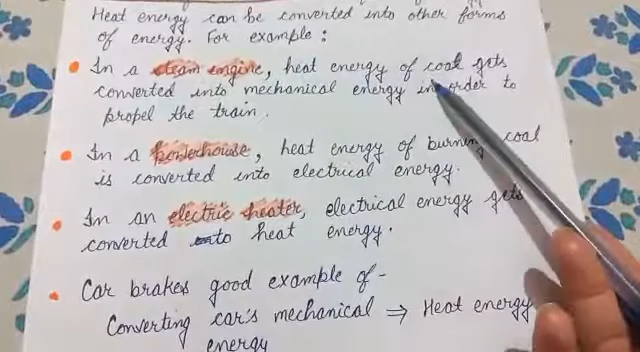 Heat energy can be converted into other forms
of energy. For example:
• In a steam engine, heat energy of coal gets
converted into mechanical energy in order to
propel the train.
• In a powerhouse, heat energy of burning coal
is converted into electrical energy.
• In an electric heater, electrical energy gets
converted into heat energy.
• Car brakes good example of-
Converting car's mechanical ⇒ Heat energy
energy